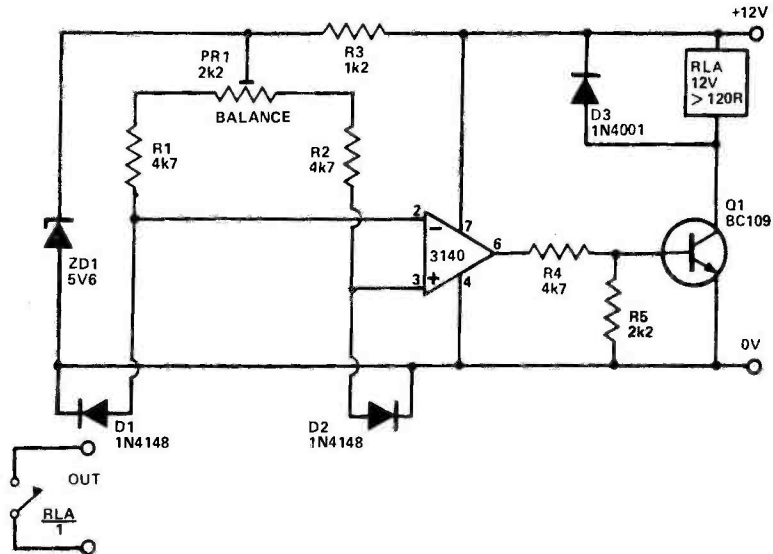 +12V
PR1
2k2
R3
1k2
BALANCE
RLA
12V
> 120R
D3
1N4001
R1
4k7
R2
4k7
Q1
BC109
2
7
3140
6
3
4
ZD1
5V6
R4
4k7
R5
2k2
0V
D1
1N4148
D2
1N4148
OUT
RLA
1